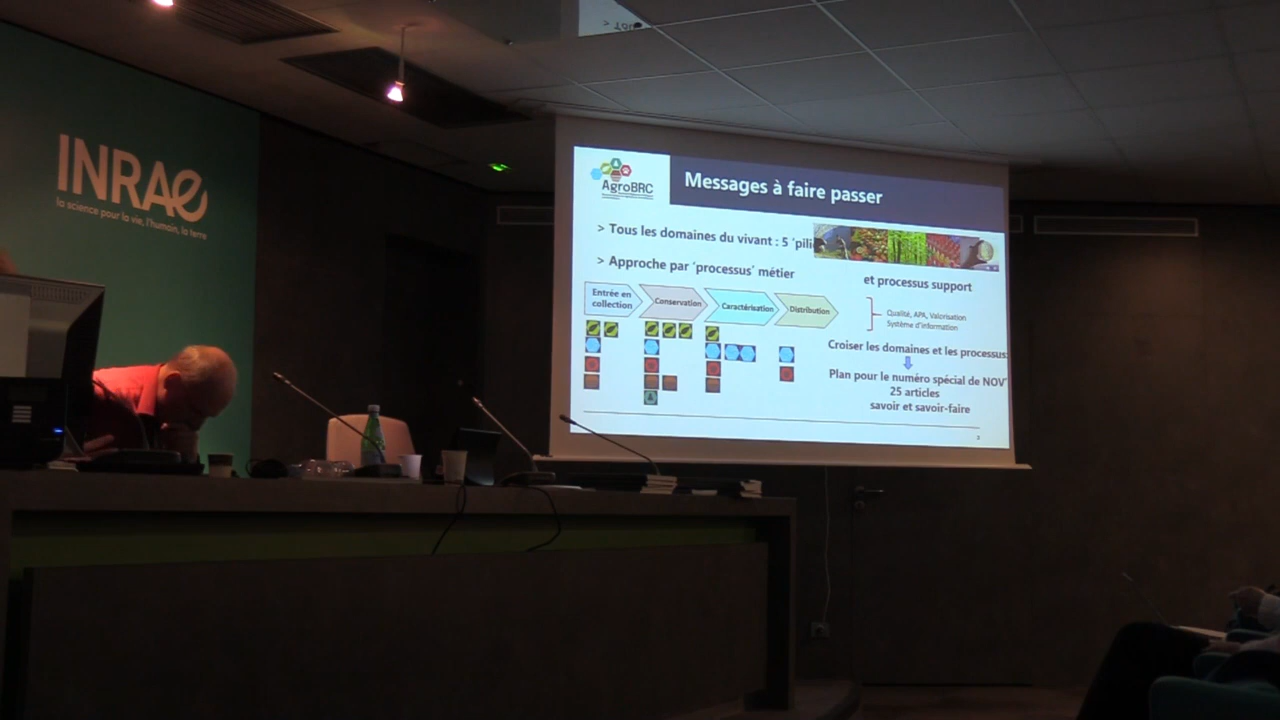 INRAE
la science pour la vie, l'humain, la terre
AgroBRC
Messages à faire passer
> Tous les domaines du vivant : 5 'pili
> Approche par 'processus' métier
et processus support
Entrée en
collection
Conservation
Caractérisation
Distribution
Qualité, APA, Valorisation
Système d'information
Croiser les domaines et les processus
Plan pour le numéro spécial de NOV'
25 articles
savoir et savoir-faire
2